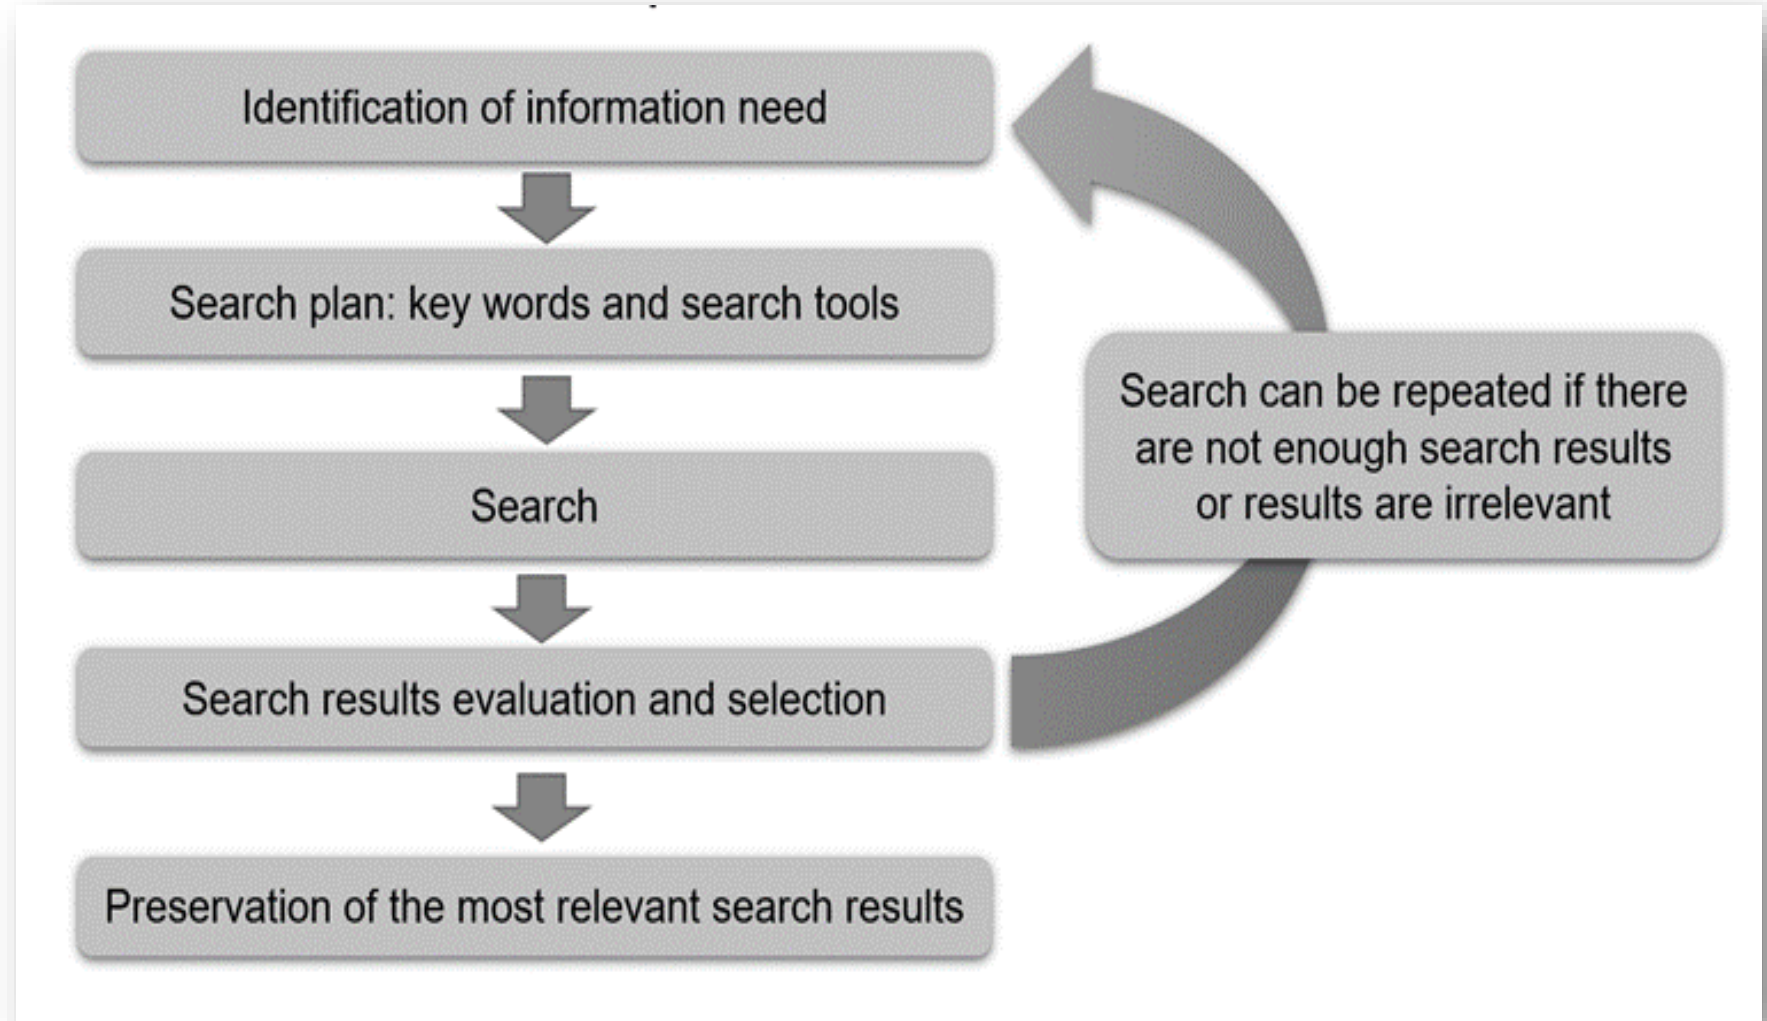 Identification of information need
Search plan: key words and search tools
Search
Search results evaluation and selection
Preservation of the most relevant search results
Search can be repeated if there
are not enough search results
or results are irrelevant